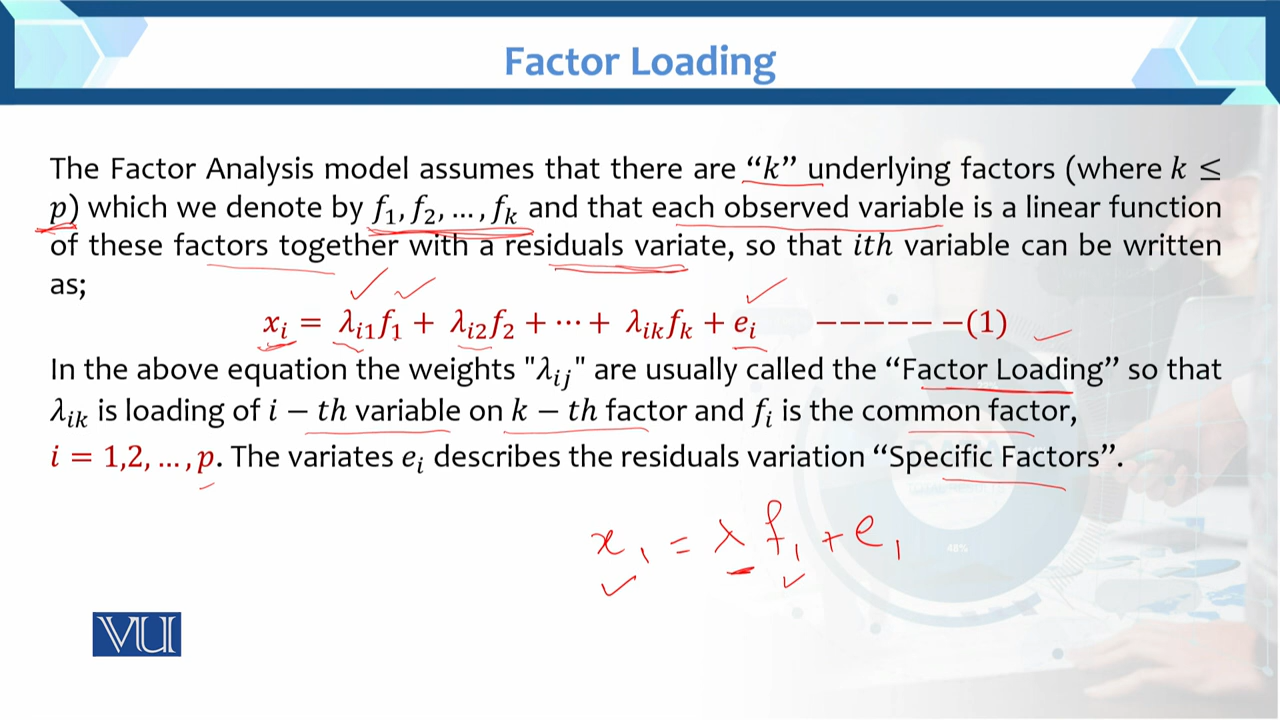 Factor Loading
The Factor Analysis model assumes that there are “k” underlying factors (where k ≤
p) which we denote by f₁, f₂, … , fₖ and that each observed variable is a linear function
of these factors together with a residuals variate, so that ith variable can be written
as;
xᵢ = λᵢ₁f₁ + λᵢ₂f₂ + ⋯ + λᵢₖfₖ + eᵢ −−−−−−(1)
In the above equation the weights "λᵢⱼ" are usually called the “Factor Loading” so that
λᵢₖ is loading of i − th variable on k − th factor and fᵢ is the common factor,
i = 1,2, … , p. The variates eᵢ describes the residuals variation “Specific Factors”.
x₁ = λ f₁ + e₁
48%
VU